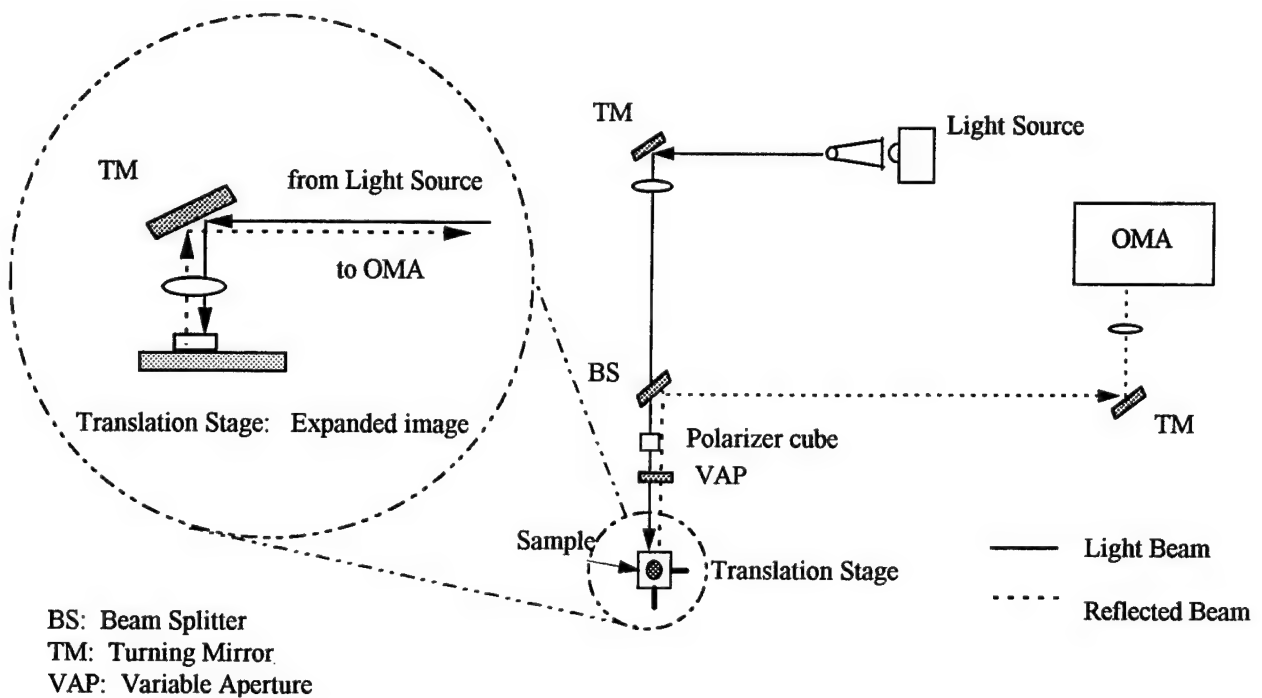 TM
Light Source
TM
from Light Source
OMA
to OMA
BS
Translation Stage: Expanded image
TM
Polarizer cube
VAP
Sample
Light Beam
Translation Stage
Reflected Beam
BS: Beam Splitter
TM: Turning Mirror
VAP: Variable Aperture